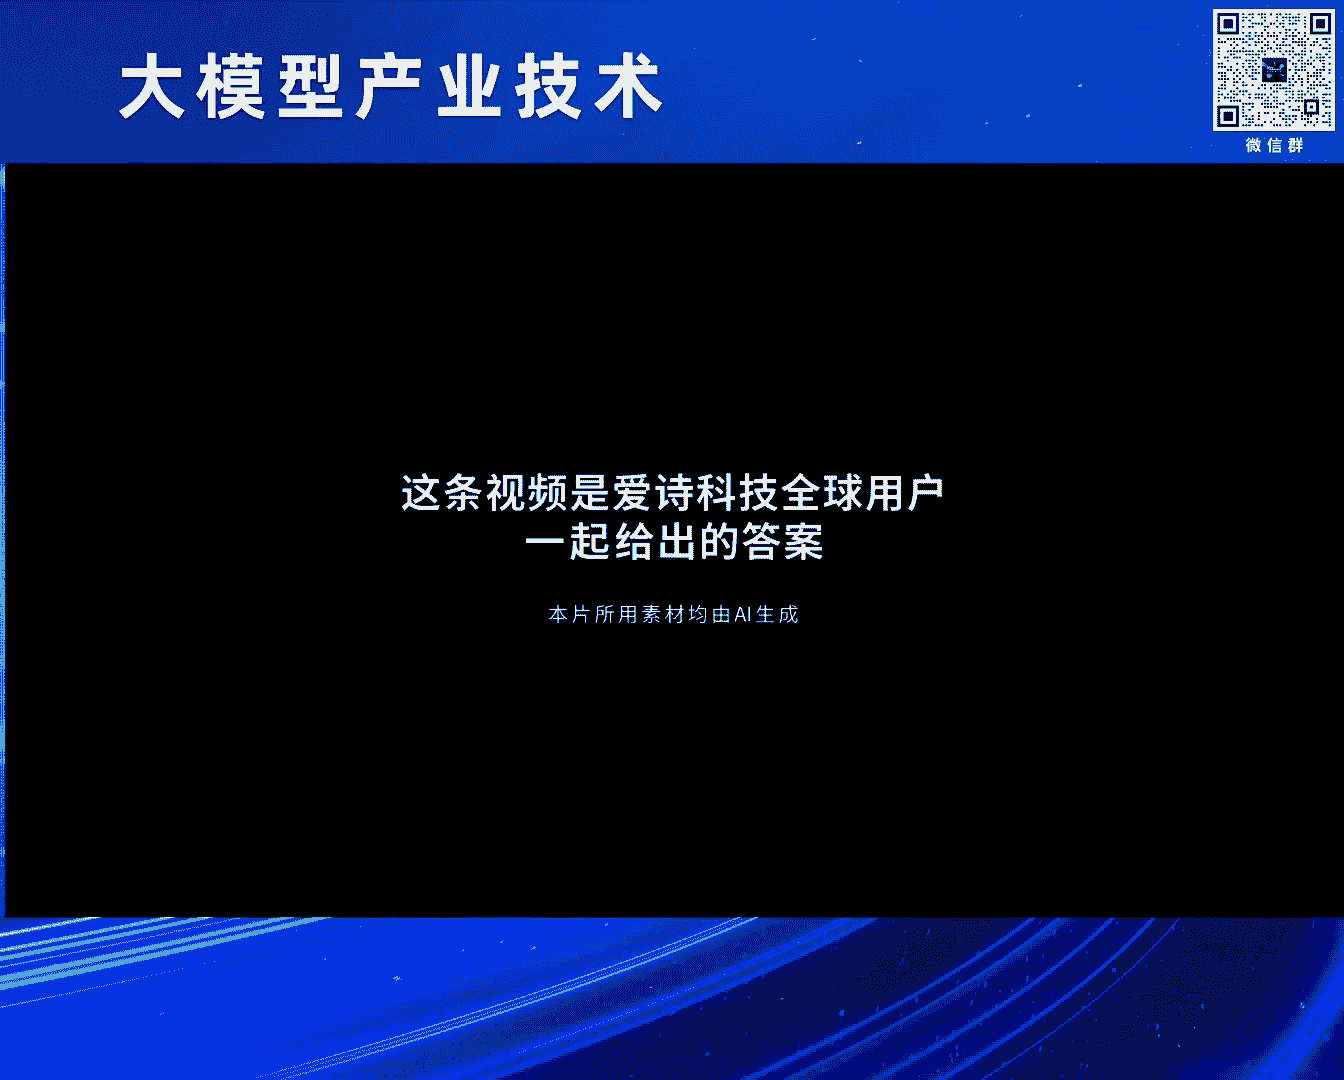 大模型产业技术
微信群
这条视频是爱诗科技全球用户
一起给出的答案
本片所用素材均由AI生成